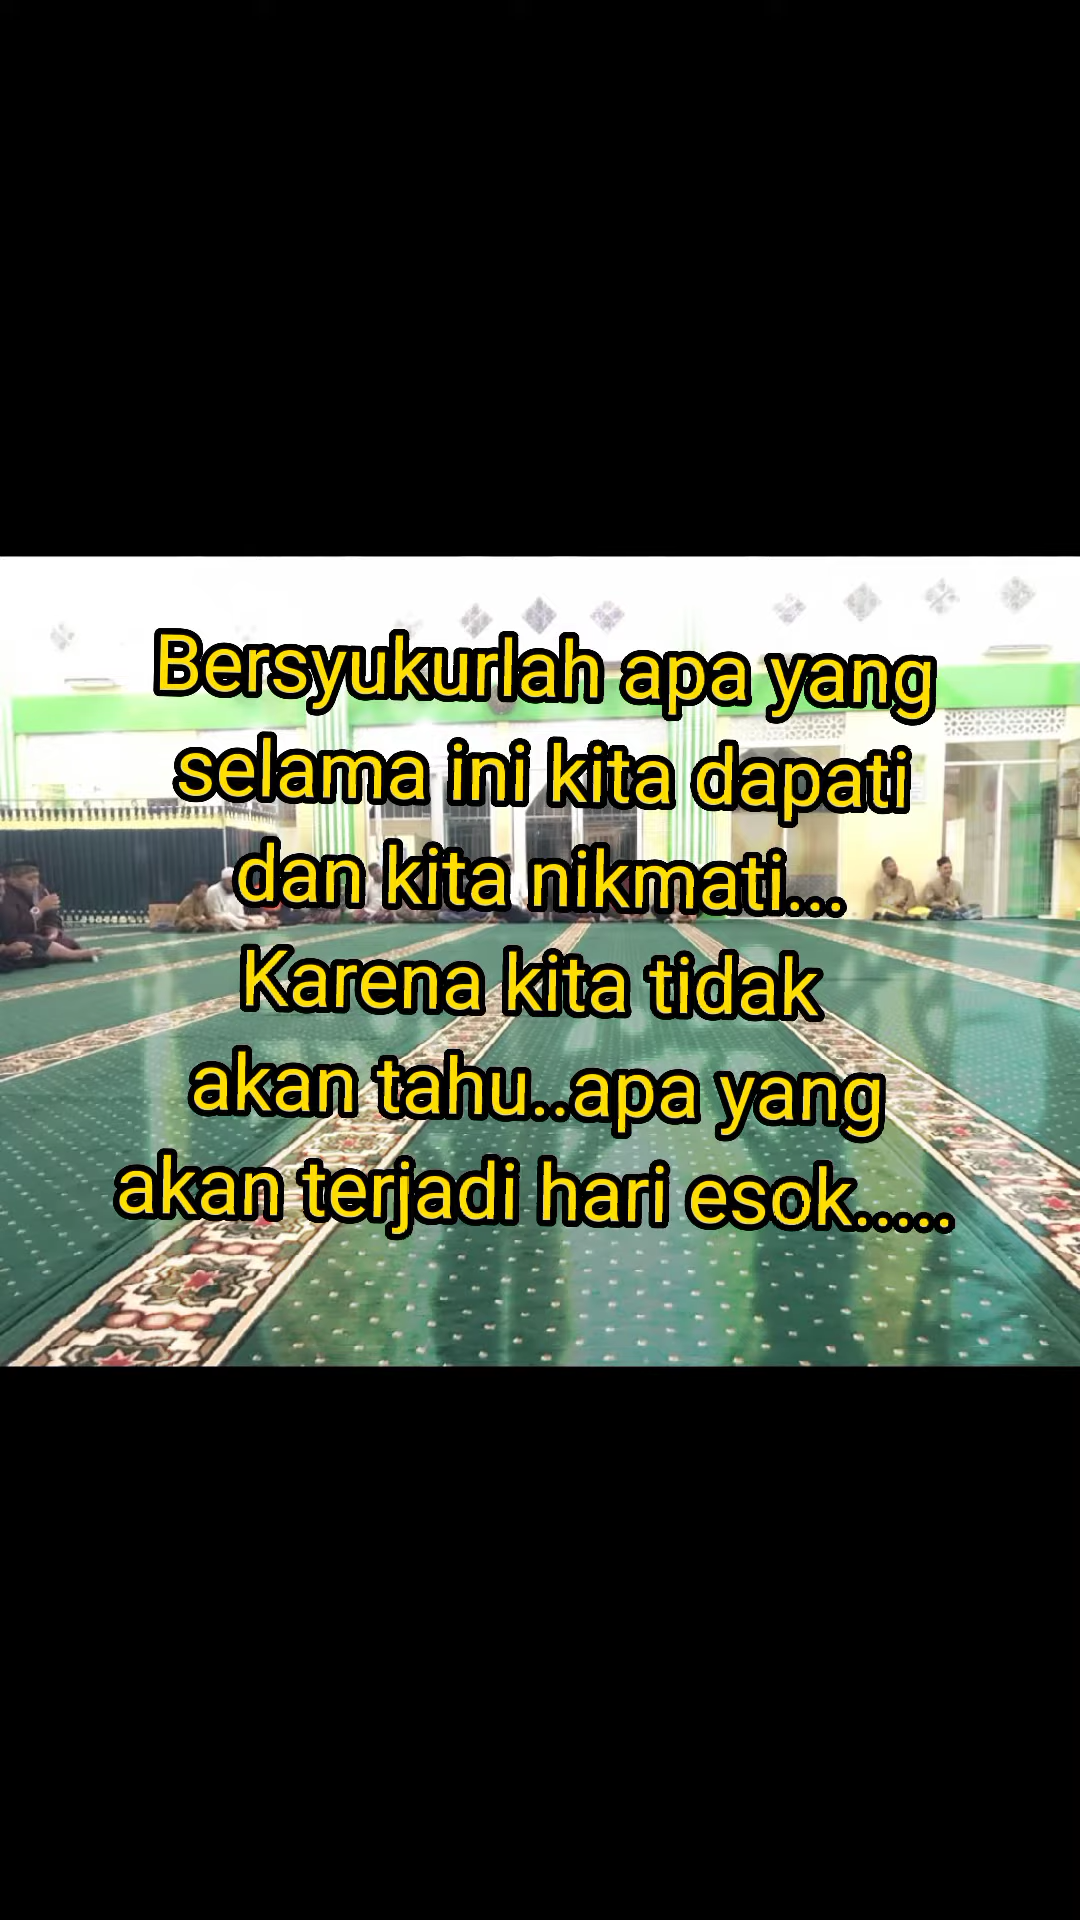 Bersyukurlah apa yang
selama ini kita dapati
dan kita nikmati...
Karena kita tidak
akan tahu..apa yang
akan terjadi hari esok.....